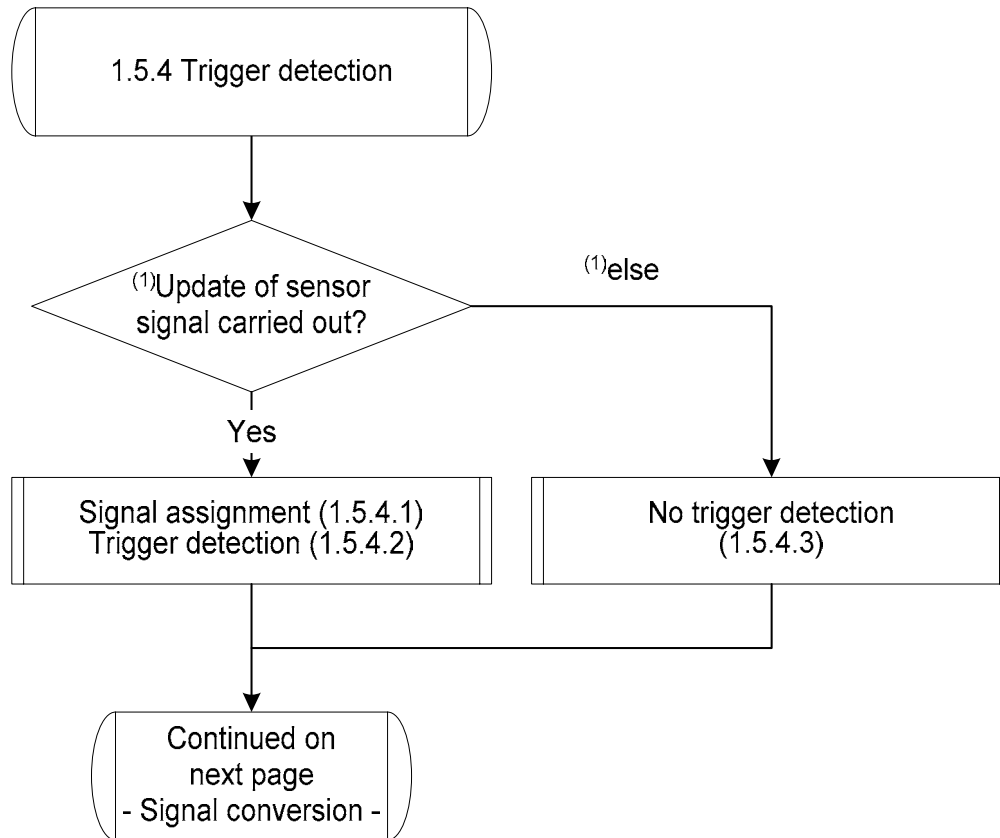 1.5.4 Trigger detection
(1)Update of sensor
signal carried out?
(1)else
Yes
Signal assignment (1.5.4.1)
Trigger detection (1.5.4.2)
No trigger detection
(1.5.4.3)
Continued on
next page
- Signal conversion -